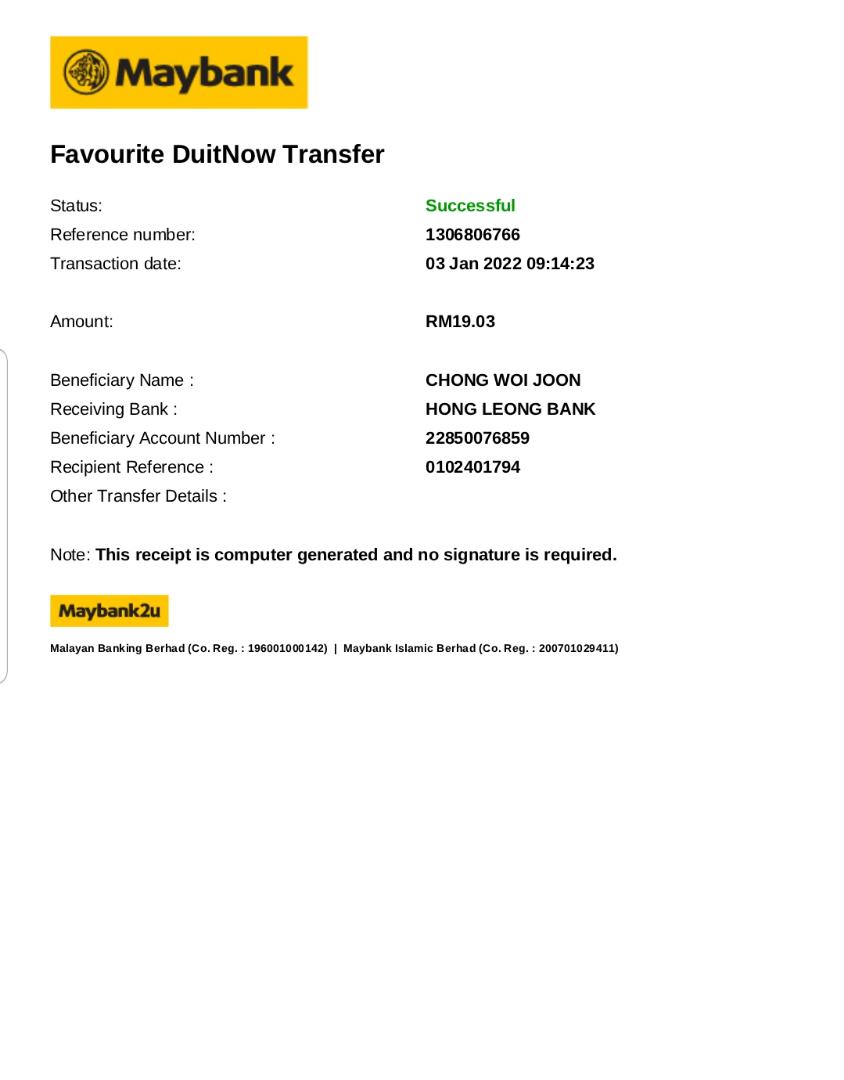 Maybank
Favourite DuitNow Transfer
Status: Successful
Reference number: 1306806766
Transaction date: 03 Jan 2022 09:14:23
Amount: RM19.03
Beneficiary Name : CHONG WOI JOON
Receiving Bank : HONG LEONG BANK
Beneficiary Account Number : 22850076859
Recipient Reference : 0102401794
Other Transfer Details :
Note: This receipt is computer generated and no signature is required.
Maybank2u
Malayan Banking Berhad (Co. Reg. : 196001000142) | Maybank Islamic Berhad (Co. Reg. : 200701029411)